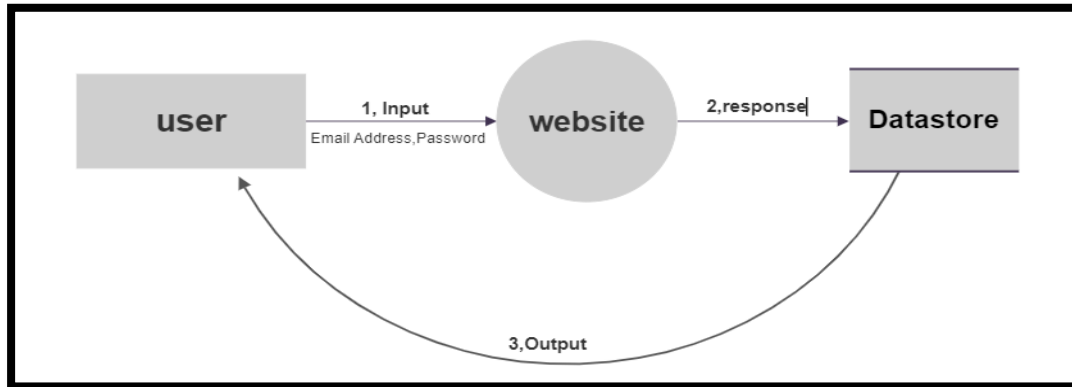 user
1, Input
Email Address,Password
website
2,response
Datastore
3,Output